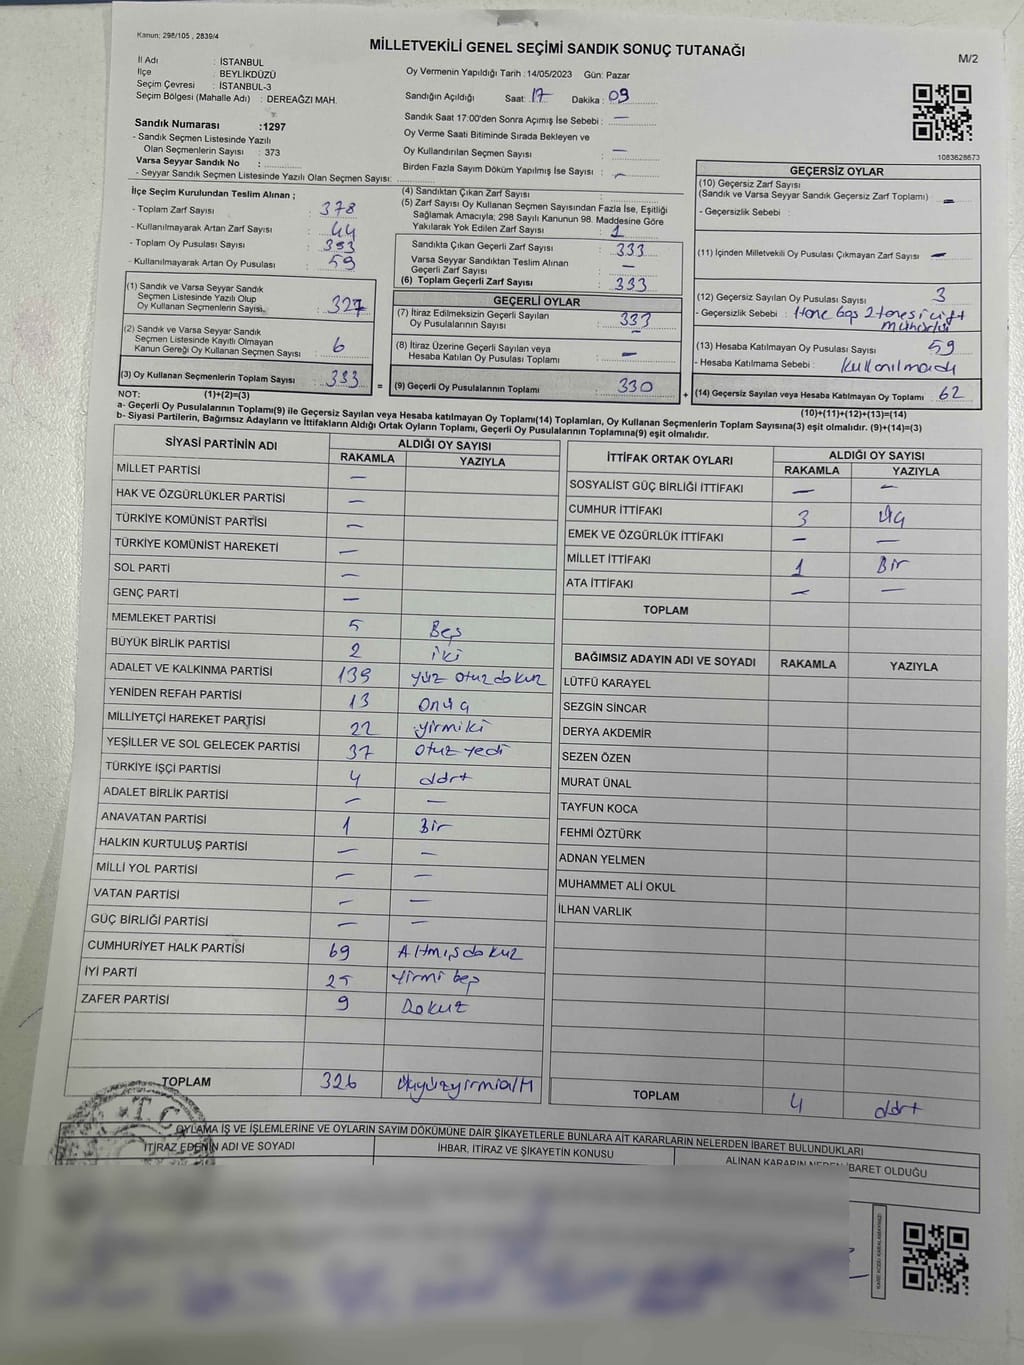 Kanun: 298/105 , 2839/4
MİLLETVEKİLİ GENEL SEÇİMİ SANDIK SONUÇ TUTANAĞI
M/2
İl Adı : İSTANBUL
İlçe : BEYLİKDÜZÜ
Seçim Çevresi : İSTANBUL-3
Seçim Bölgesi (Mahalle Adı) : DEREAĞZI MAH.
Sandık Numarası :1297
- Sandık Seçmen Listesinde Yazılı
Olan Seçmenlerin Sayısı : 373
Varsa Seyyar Sandık No :
- Seyyar Sandık Seçmen Listesinde Yazılı Olan Seçmen Sayısı:
Oy Vermenin Yapıldığı Tarih :14/05/2023 Gün: Pazar
Sandığın Açıldığı Saat: 17 Dakika : 09
Sandık Saat 17:00'den Sonra Açımış İse Sebebi : —
Oy Verme Saati Bitiminde Sırada Bekleyen ve
Oy Kullandırılan Seçmen Sayısı : —
Birden Fazla Sayım Döküm Yapılmış İse Sayısı : —
1083628673
İlçe Seçim Kurulundan Teslim Alınan ;
- Toplam Zarf Sayısı : 378
- Kullanılmayarak Artan Zarf Sayısı : 44
- Toplam Oy Pusulası Sayısı : 393
- Kullanılmayarak Artan Oy Pusulası : 59
(1) Sandık ve Varsa Seyyar Sandık
Seçmen Listesinde Yazılı Olup
Oy Kullanan Seçmenlerin Sayısı : 327
(2) Sandık ve Varsa Seyyar Sandık
Seçmen Listesinde Kayıtlı Olmayan
Kanun Gereği Oy Kullanan Seçmen Sayısı : 6
(3) Oy Kullanan Seçmenlerin Toplam Sayısı : 333
(4) Sandıktan Çıkan Zarf Sayısı :
(5) Zarf Sayısı Oy Kullanan Seçmen Sayısından Fazla İse, Eşitliği
Sağlamak Amacıyla; 298 Sayılı Kanunun 98. Maddesine Göre
Yakılarak Yok Edilen Zarf Sayısı : 1
Sandıkta Çıkan Geçerli Zarf Sayısı : 333
Varsa Seyyar Sandıktan Teslim Alınan
Geçerli Zarf Sayısı : —
(6) Toplam Geçerli Zarf Sayısı : 333
GEÇERLİ OYLAR
(7) İtiraz Edilmeksizin Geçerli Sayılan
Oy Pusulalarının Sayısı : 333
(8) İtiraz Üzerine Geçerli Sayılan veya
Hesaba Katılan Oy Pusulası Toplamı : —
= (9) Geçerli Oy Pusulalarının Toplamı : 330 +
GEÇERSİZ OYLAR
(10) Geçersiz Zarf Sayısı
(Sandık ve Varsa Seyyar Sandık Geçersiz Zarf Toplamı) : —
- Geçersizlik Sebebi :
(11) İçinden Milletvekili Oy Pusulası Çıkmayan Zarf Sayısı : —
(12) Geçersiz Sayılan Oy Pusulası Sayısı : 3
- Geçersizlik Sebebi : 1tane boş 2tanesi çift
mühürlü
(13) Hesaba Katılmayan Oy Pusulası Sayısı : 59
- Hesaba Katılmama Sebebi : kullanılmadı
(14) Geçersiz Sayılan veya Hesaba Katılmayan Oy Toplamı : 62
NOT: (1)+(2)=(3)
(10)+(11)+(12)+(13)=(14)
a- Geçerli Oy Pusulalarının Toplamı(9) ile Geçersiz Sayılan veya Hesaba katılmayan Oy Toplamı(14) Toplamları, Oy Kullanan Seçmenlerin Toplam Sayısına(3) eşit olmalıdır. (9)+(14)=(3)
b- Siyasi Partilerin, Bağımsız Adayların ve İttifakların Aldığı Ortak Oyların Toplamı, Geçerli Oy Pusulalarının Toplamına(9) eşit olmalıdır.
SİYASİ PARTİNİN ADI ALDIĞI OY SAYISI
RAKAMLA YAZIYLA
MİLLET PARTİSİ —
HAK VE ÖZGÜRLÜKLER PARTİSİ —
TÜRKİYE KOMÜNİST PARTİSİ —
TÜRKİYE KOMÜNİST HAREKETİ —
SOL PARTİ —
GENÇ PARTİ —
MEMLEKET PARTİSİ 5 Beş
BÜYÜK BİRLİK PARTİSİ 2 iki
ADALET VE KALKINMA PARTİSİ 139 yüz otuz dokuz
YENİDEN REFAH PARTİSİ 13 onüç
MİLLİYETÇİ HAREKET PARTİSİ 22 yirmiki
YEŞİLLER VE SOL GELECEK PARTİSİ 37 otuz yedi
TÜRKİYE İŞÇİ PARTİSİ 4 dört
ADALET BİRLİK PARTİSİ — —
ANAVATAN PARTİSİ 1 Bir
HALKIN KURTULUŞ PARTİSİ — —
MİLLİ YOL PARTİSİ — —
VATAN PARTİSİ — —
GÜÇ BİRLİĞİ PARTİSİ — —
CUMHURİYET HALK PARTİSİ 69 Altmış dokuz
İYİ PARTİ 25 Yirmi beş
ZAFER PARTİSİ 9 Dokuz
TOPLAM 326 üçyüzyirmialtı
İTTİFAK ORTAK OYLARI ALDIĞI OY SAYISI
RAKAMLA YAZIYLA
SOSYALİST GÜÇ BİRLİĞİ İTTİFAKI — —
CUMHUR İTTİFAKI 3 üç
EMEK VE ÖZGÜRLÜK İTTİFAKI — —
MİLLET İTTİFAKI 1 Bir
ATA İTTİFAKI — —
TOPLAM
BAĞIMSIZ ADAYIN ADI VE SOYADI RAKAMLA YAZIYLA
LÜTFÜ KARAYEL
SEZGİN SİNCAR
DERYA AKDEMİR
SEZEN ÖZEN
MURAT ÜNAL
TAYFUN KOCA
FEHMİ ÖZTÜRK
ADNAN YELMEN
MUHAMMET ALİ OKUL
İLHAN VARLIK
TOPLAM 4 dört
T.C
OYLAMA İŞ VE İŞLEMLERİNE VE OYLARIN SAYIM DÖKÜMÜNE DAİR ŞİKAYETLERLE BUNLARA AİT KARARLARIN NELERDEN İBARET BULUNDUKLARI
İTİRAZ EDENİN ADI VE SOYADI İHBAR, İTİRAZ VE ŞİKAYETİN KONUSU ALINAN KARARIN NEDEN İBARET OLDUĞU